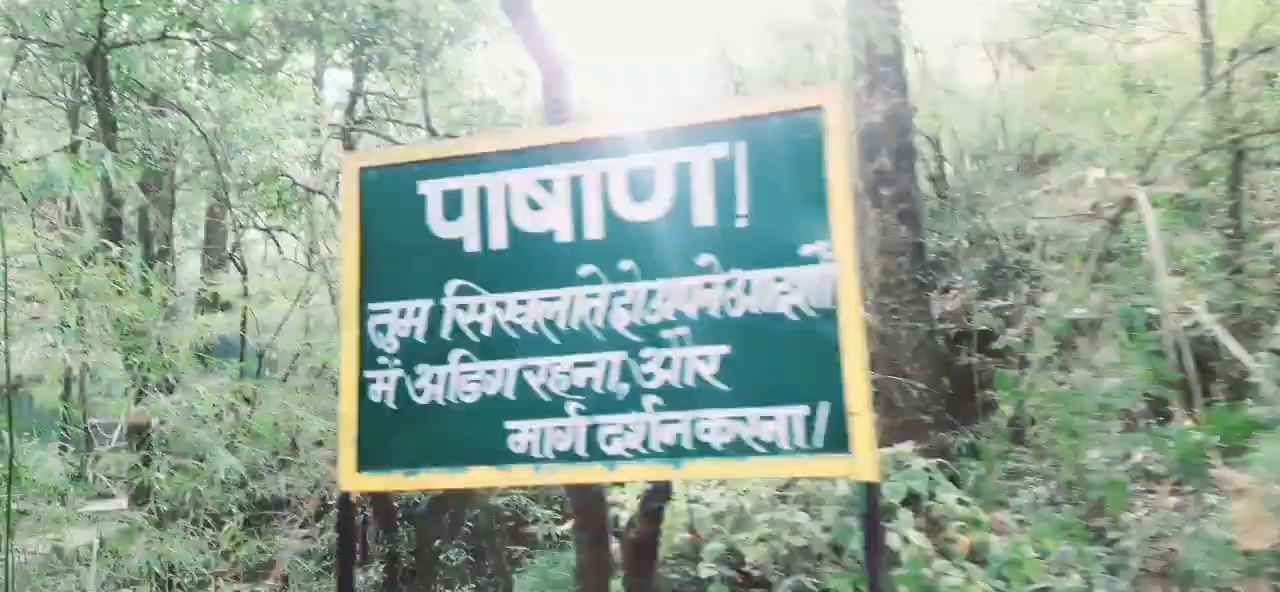 पाषाण!
तुम सिखलाते हो अपने आदर्शों
में अडिग रहना, और
मार्ग दर्शन करना!